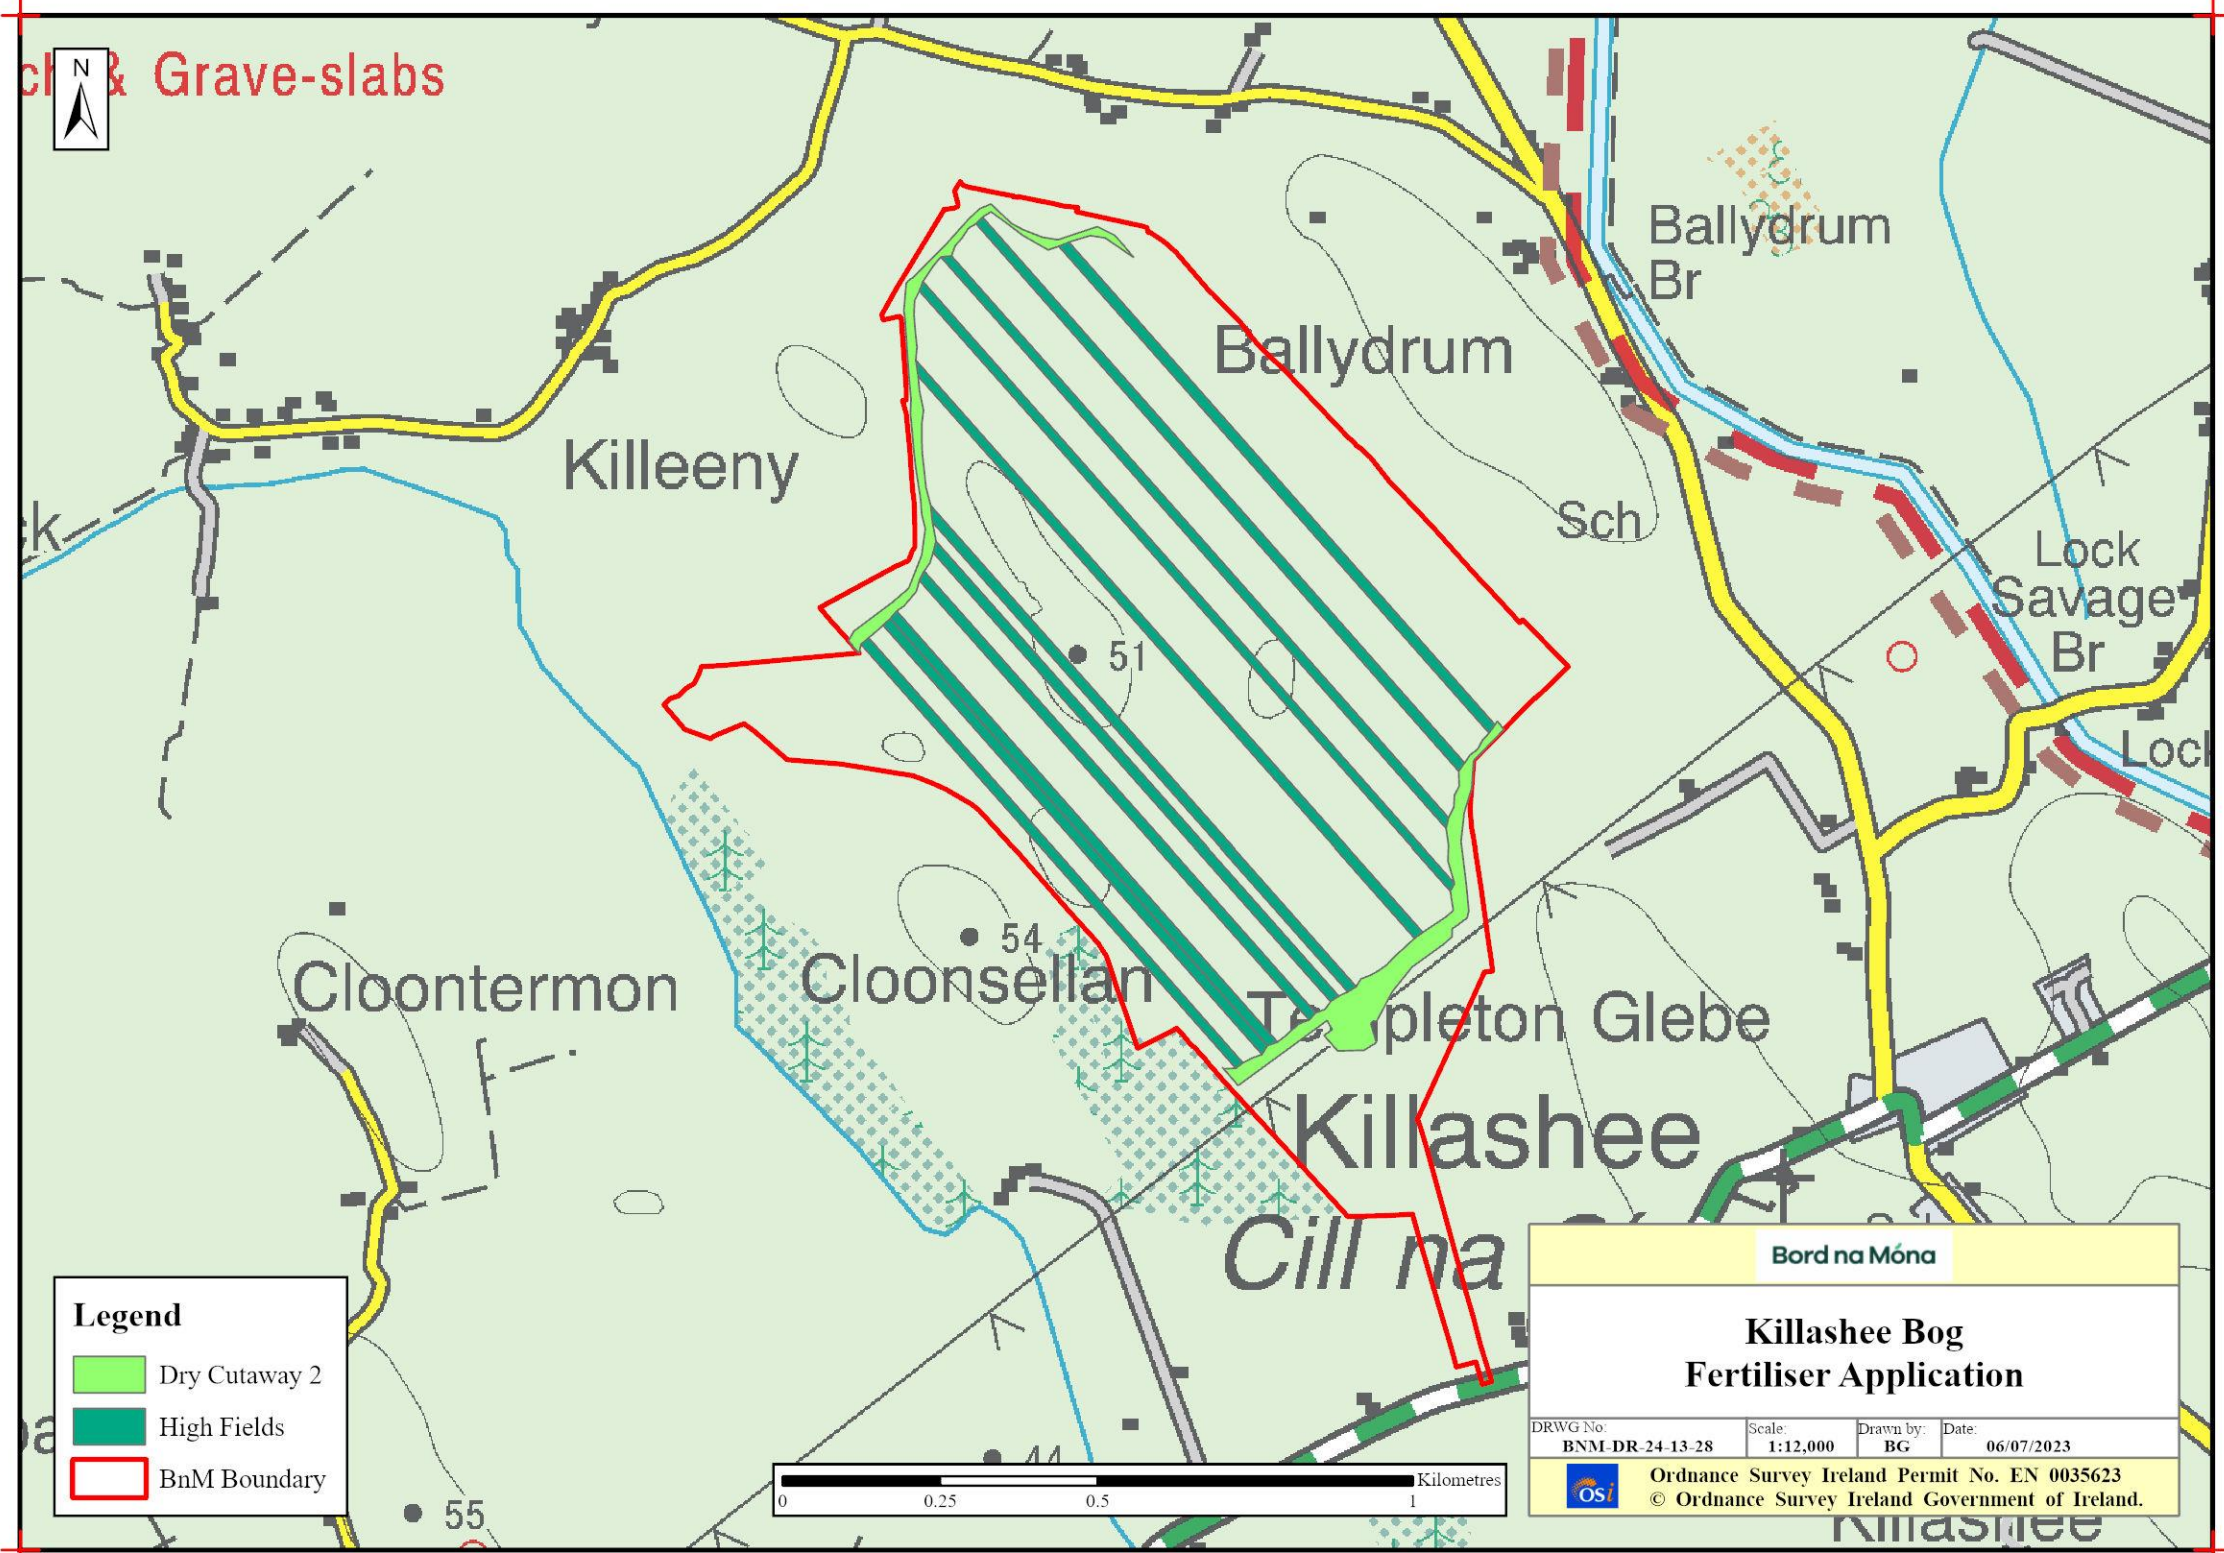 & Grave-slabs
N
Ballydrum
Br
Ballydrum
Killeeny
Sch
Lock
Savage
Br
51
Lock
54
Cloonsellan
Cloontermon
Templeton Glebe
Killashee
Cill na
44
55
Legend
Dry Cutaway 2
High Fields
BnM Boundary
0 0.25 0.5 1 Kilometres
Bord na Móna
Killashee Bog
Fertiliser Application
DRWG No: BNM-DR-24-13-28
Scale: 1:12,000
Drawn by: BG
Date: 06/07/2023
OSi
Ordnance Survey Ireland Permit No. EN 0035623
© Ordnance Survey Ireland Government of Ireland.
Killashee